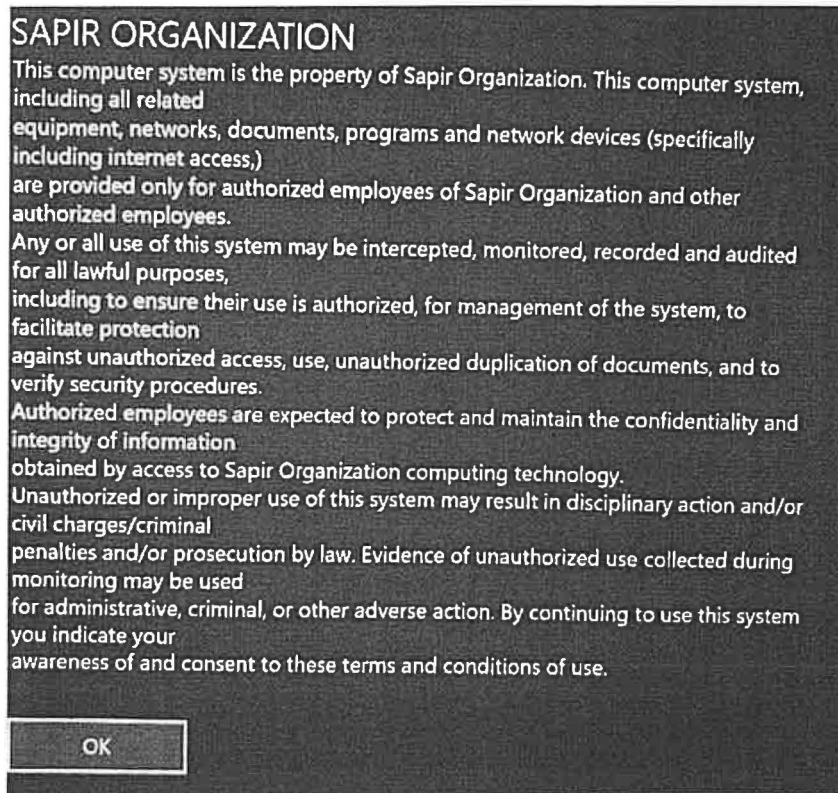 SAPIR ORGANIZATION
This computer system is the property of Sapir Organization. This computer system,
including all related
equipment, networks, documents, programs and network devices (specifically
including internet access,)
are provided only for authorized employees of Sapir Organization and other
authorized employees.
Any or all use of this system may be intercepted, monitored, recorded and audited
for all lawful purposes,
including to ensure their use is authorized, for management of the system, to
facilitate protection
against unauthorized access, use, unauthorized duplication of documents, and to
verify security procedures.
Authorized employees are expected to protect and maintain the confidentiality and
integrity of information
obtained by access to Sapir Organization computing technology.
Unauthorized or improper use of this system may result in disciplinary action and/or
civil charges/criminal
penalties and/or prosecution by law. Evidence of unauthorized use collected during
monitoring may be used
for administrative, criminal, or other adverse action. By continuing to use this system
you indicate your
awareness of and consent to these terms and conditions of use.
OK